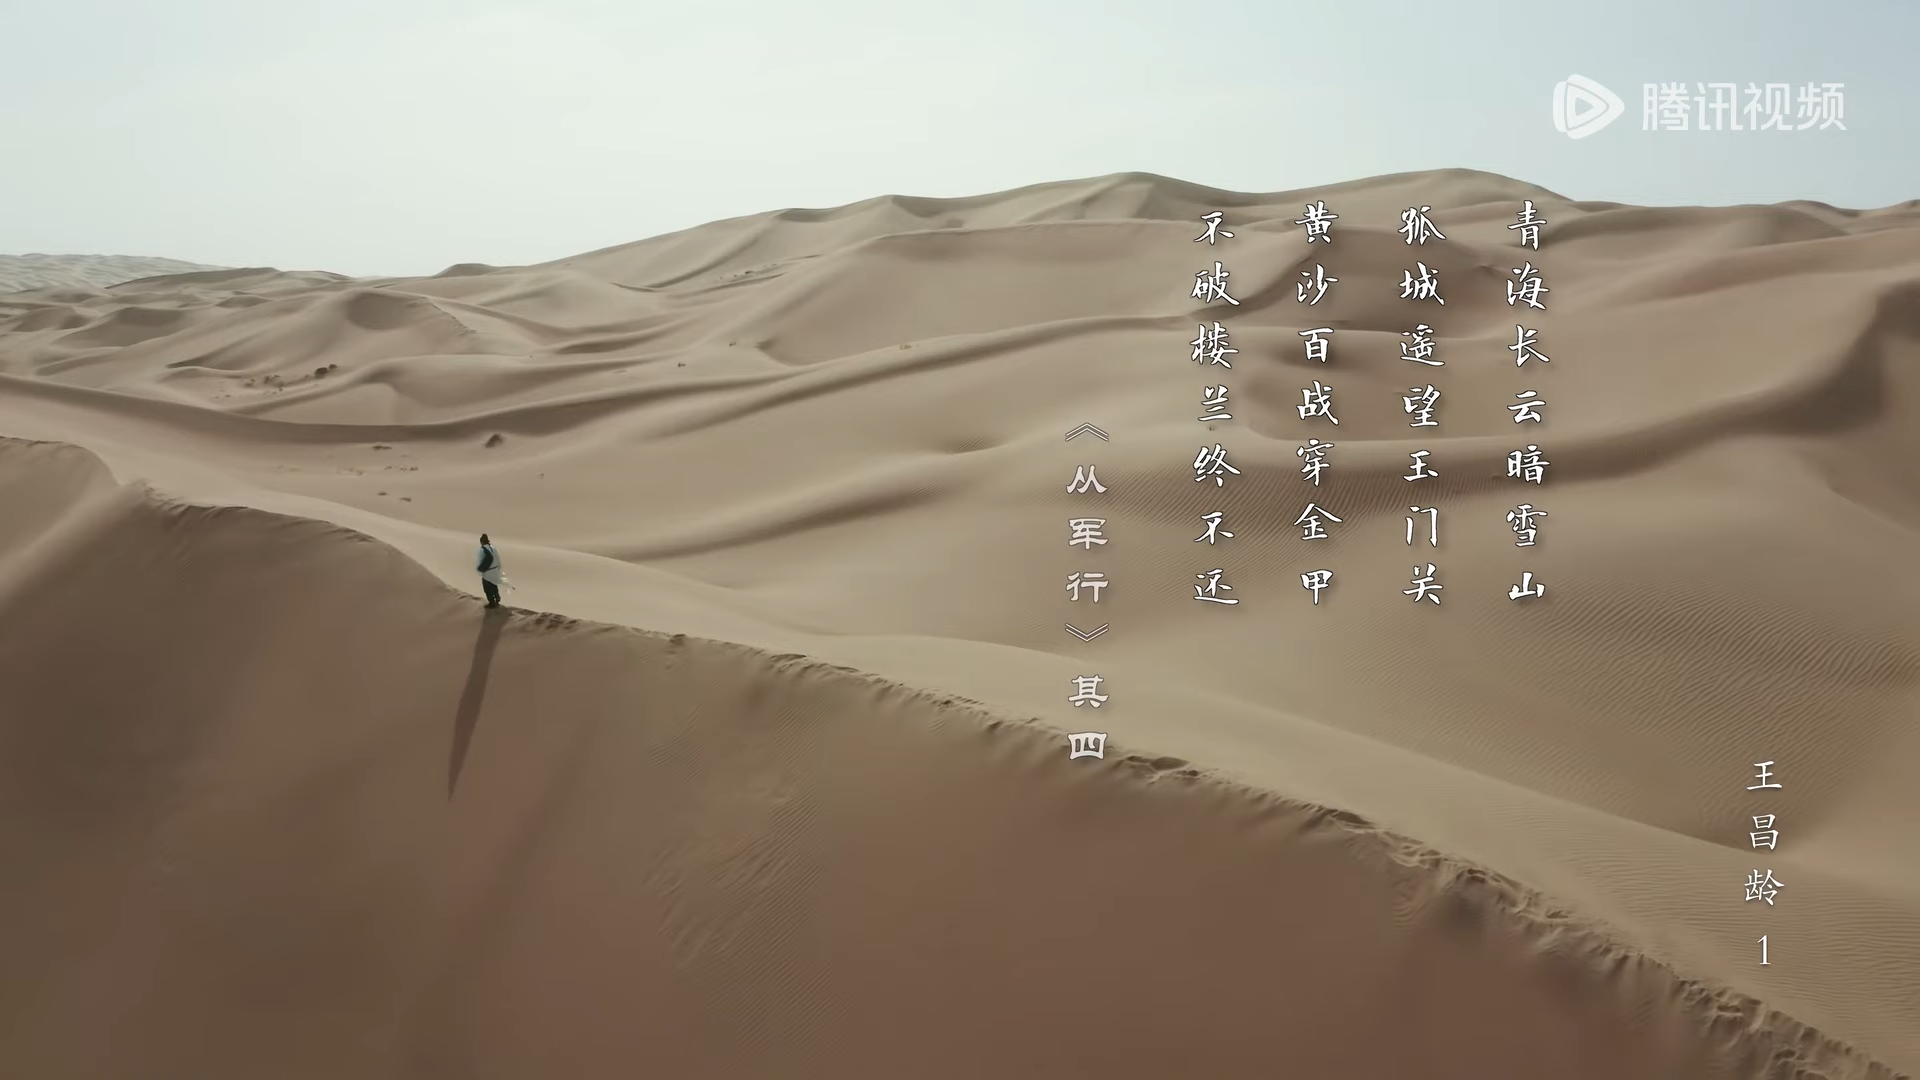 腾讯视频
青海长云暗雪山
孤城遥望玉门关
黄沙百战穿金甲
不破楼兰终不还
《从军行》其四
王昌龄 1